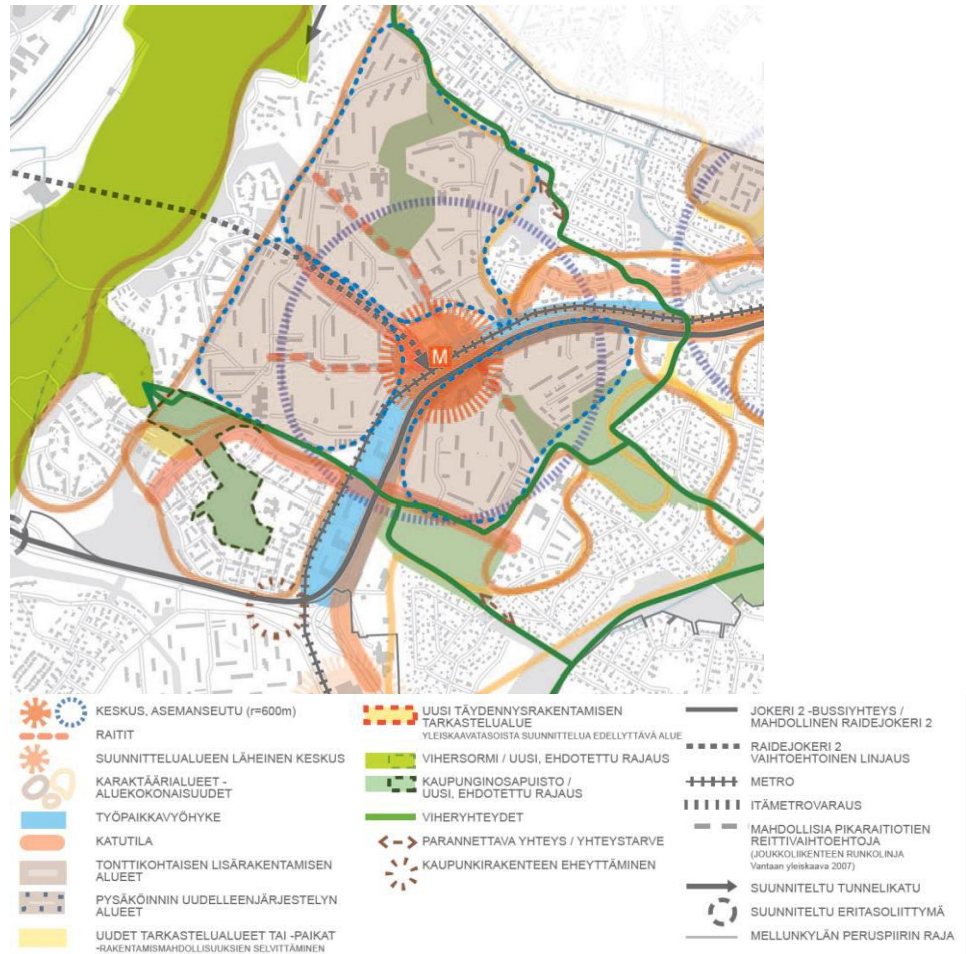 M
KESKUS, ASEMANSEUTU (r=600m)
RAITIT
SUUNNITTELUALUEEN LÄHEINEN KESKUS
KARAKTÄÄRIALUEET -
ALUEKOKONAISUUDET
TYÖPAIKKAVYÖHYKE
KATUTILA
TONTTIKOHTAISEN LISÄRAKENTAMISEN
ALUEET
PYSÄKÖINNIN UUDELLEENJÄRJESTELYN
ALUEET
UUDET TARKASTELUALUEET TAI -PAIKAT
-RAKENTAMISMAHDOLLISUUKSIEN SELVITTÄMINEN
UUSI TÄYDENNYSRAKENTAMISEN
TARKASTELUALUE
YLEISKAAVATASOISTA SUUNNITTELUA EDELLYTTÄVÄ ALUE
VIHERSORMI / UUSI, EHDOTETTU RAJAUS
KAUPUNGINOSAPUISTO /
UUSI, EHDOTETTU RAJAUS
VIHERYHTEYDET
PARANNETTAVA YHTEYS / YHTEYSTARVE
KAUPUNKIRAKENTEEN EHEYTTÄMINEN
JOKERI 2 -BUSSIYHTEYS /
MAHDOLLINEN RAIDEJOKERI 2
RAIDEJOKERI 2
VAIHTOEHTOINEN LINJAUS
METRO
ITÄMETROVARAUS
MAHDOLLISIA PIKARAITIOTIEN
REITTIVAIHTOEHTOJA
(JOUKKOLIIKENTEEN RUNKOLINJA
Vantaan yleiskaava 2007)
SUUNNITELTU TUNNELIKATU
SUUNNITELTU ERITASOLIITTYMÄ
MELLUNKYLÄN PERUSPIIRIN RAJA